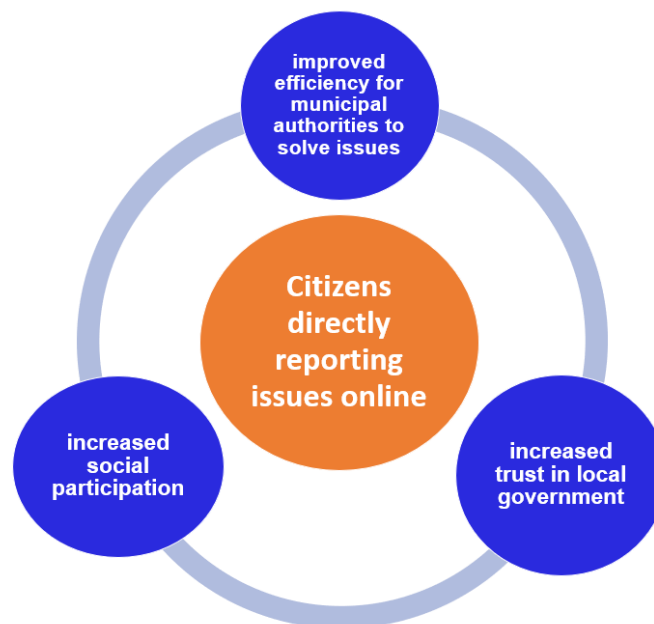 improved
efficiency for
municipal
authorities to
solve issues
Citizens
directly
reporting
issues online
increased
social
participation
increased
trust in local
government